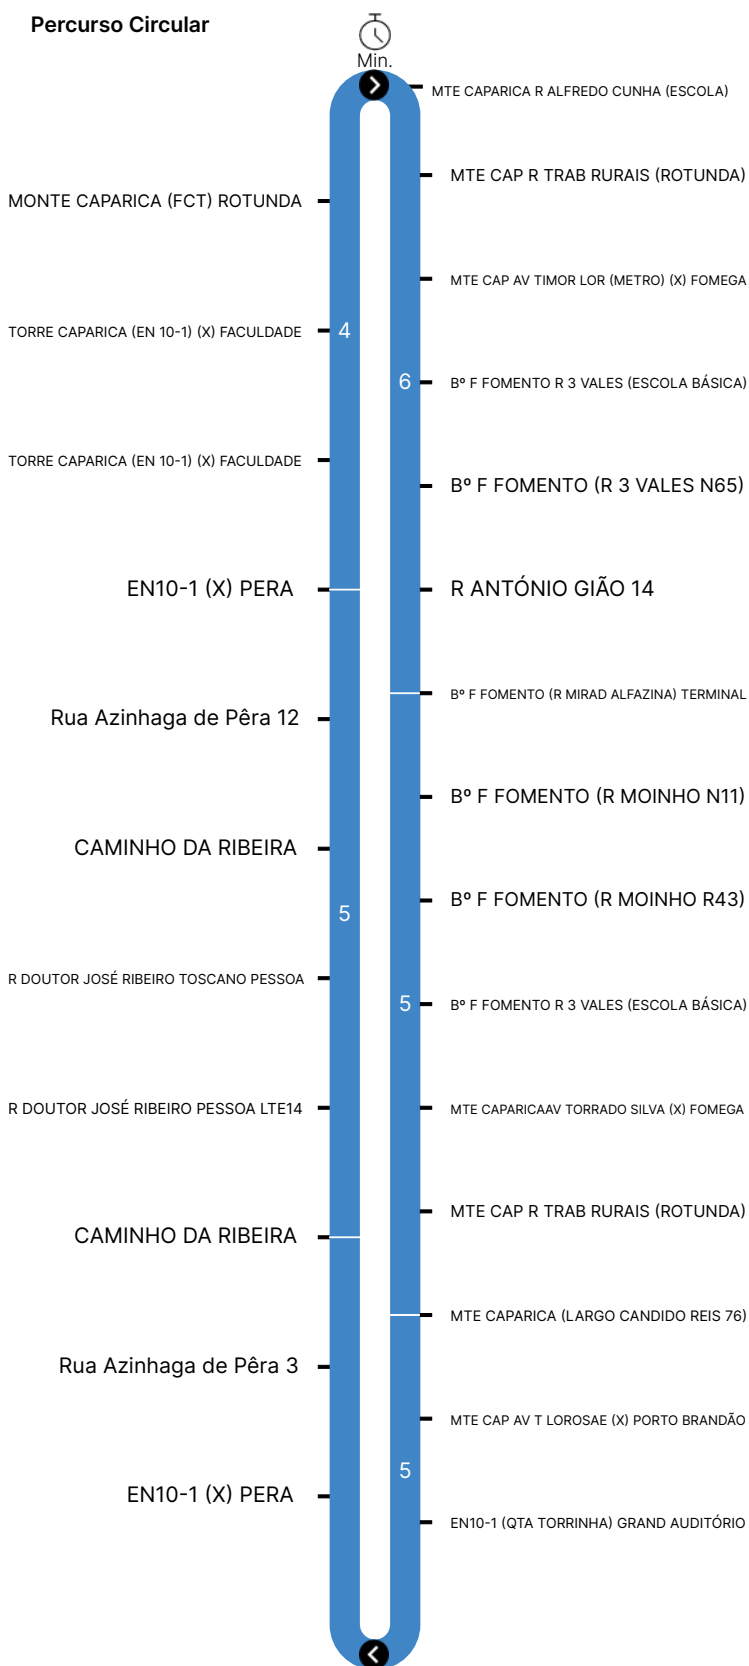 Percurso Circular
Min.
MTE CAPARICA R ALFREDO CUNHA (ESCOLA)
MTE CAP R TRAB RURAIS (ROTUNDA)
MONTE CAPARICA (FCT) ROTUNDA
MTE CAP AV TIMOR LOR (METRO) (X) FOMEGA
TORRE CAPARICA (EN 10-1) (X) FACULDADE
4
6
Bº F FOMENTO R 3 VALES (ESCOLA BÁSICA)
TORRE CAPARICA (EN 10-1) (X) FACULDADE
Bº F FOMENTO (R 3 VALES N65)
EN10-1 (X) PERA
R ANTÓNIO GIÃO 14
Bº F FOMENTO (R MIRAD ALFAZINA) TERMINAL
Rua Azinhaga de Pêra 12
Bº F FOMENTO (R MOINHO N11)
CAMINHO DA RIBEIRA
Bº F FOMENTO (R MOINHO R43)
5
R DOUTOR JOSÉ RIBEIRO TOSCANO PESSOA
5
Bº F FOMENTO R 3 VALES (ESCOLA BÁSICA)
R DOUTOR JOSÉ RIBEIRO PESSOA LTE14
MTE CAPARICAAV TORRADO SILVA (X) FOMEGA
MTE CAP R TRAB RURAIS (ROTUNDA)
CAMINHO DA RIBEIRA
MTE CAPARICA (LARGO CANDIDO REIS 76)
Rua Azinhaga de Pêra 3
MTE CAP AV T LOROSAE (X) PORTO BRANDÃO
5
EN10-1 (X) PERA
EN10-1 (QTA TORRINHA) GRAND AUDITÓRIO